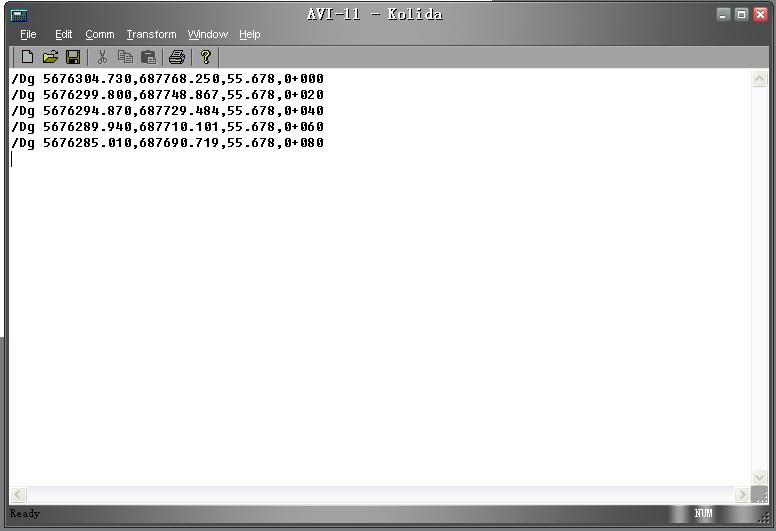 AVI-11 - Kolida
File Edit Comm Transform Window Help
/Dg 5676304.730,687768.250,55.678,0+000
/Dg 5676299.800,687748.867,55.678,0+020
/Dg 5676294.870,687729.484,55.678,0+040
/Dg 5676289.940,687710.101,55.678,0+060
/Dg 5676285.010,687690.719,55.678,0+080
Ready NUM